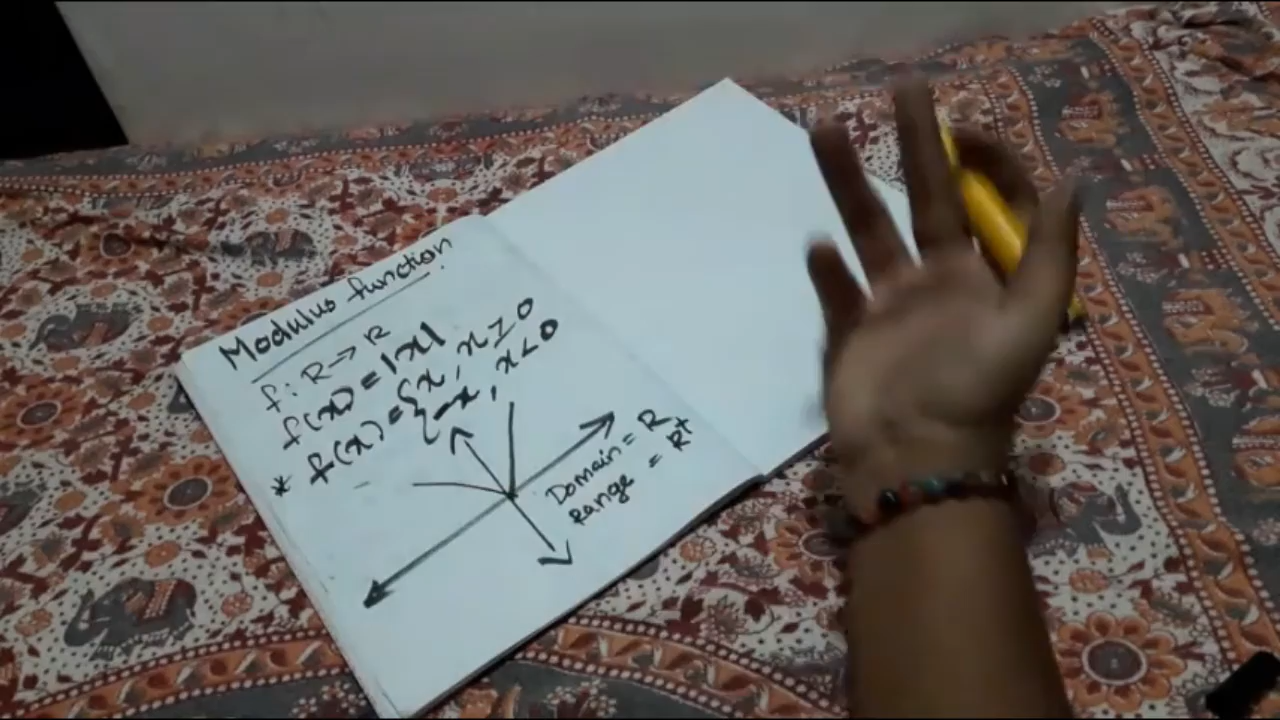 Modulus function
f: R → R
f(x) = |x|
* f(x) = { x, x ≥ 0
-x, x < 0
Domain = R
range = R+